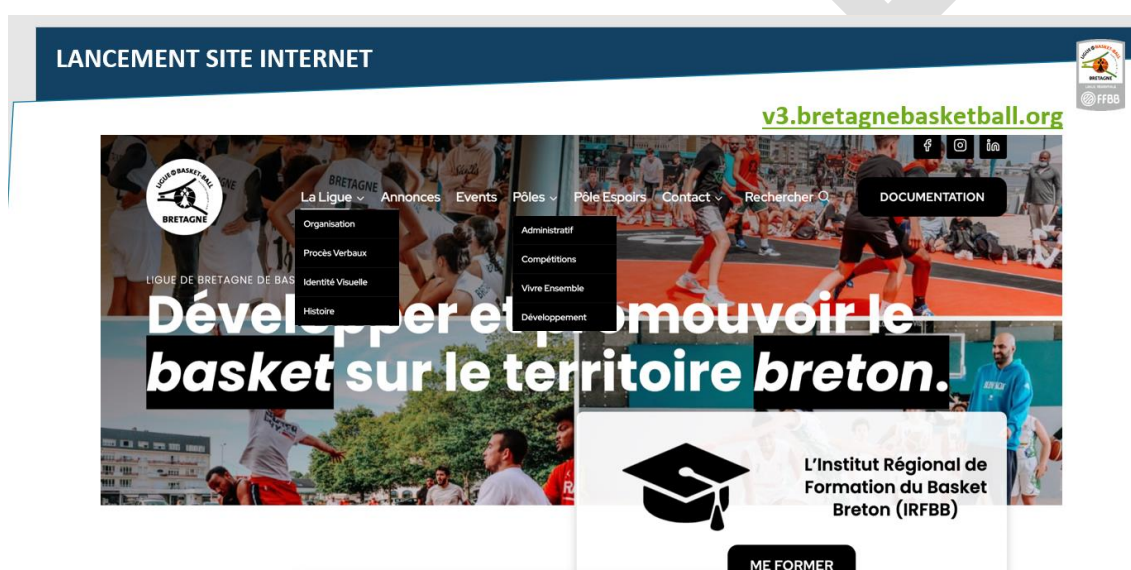 LANCEMENT SITE INTERNET
BRETAGNE
FFBB
v3.bretagnebasketball.org
LIGUE DE BASKET-BALL
BRETAGNE
La Ligue
Annonces
Events
Pôles
Pôle Espoirs
Contact
Rechercher
DOCUMENTATION
Organisation
Procès Verbaux
Identité Visuelle
Histoire
Administratif
Compétitions
Vivre Ensemble
Développement
LIGUE DE BRETAGNE DE BAS
Développer et promouvoir le
basket sur le territoire breton.
L'Institut Régional de
Formation du Basket
Breton (IRFBB)
ME FORMER